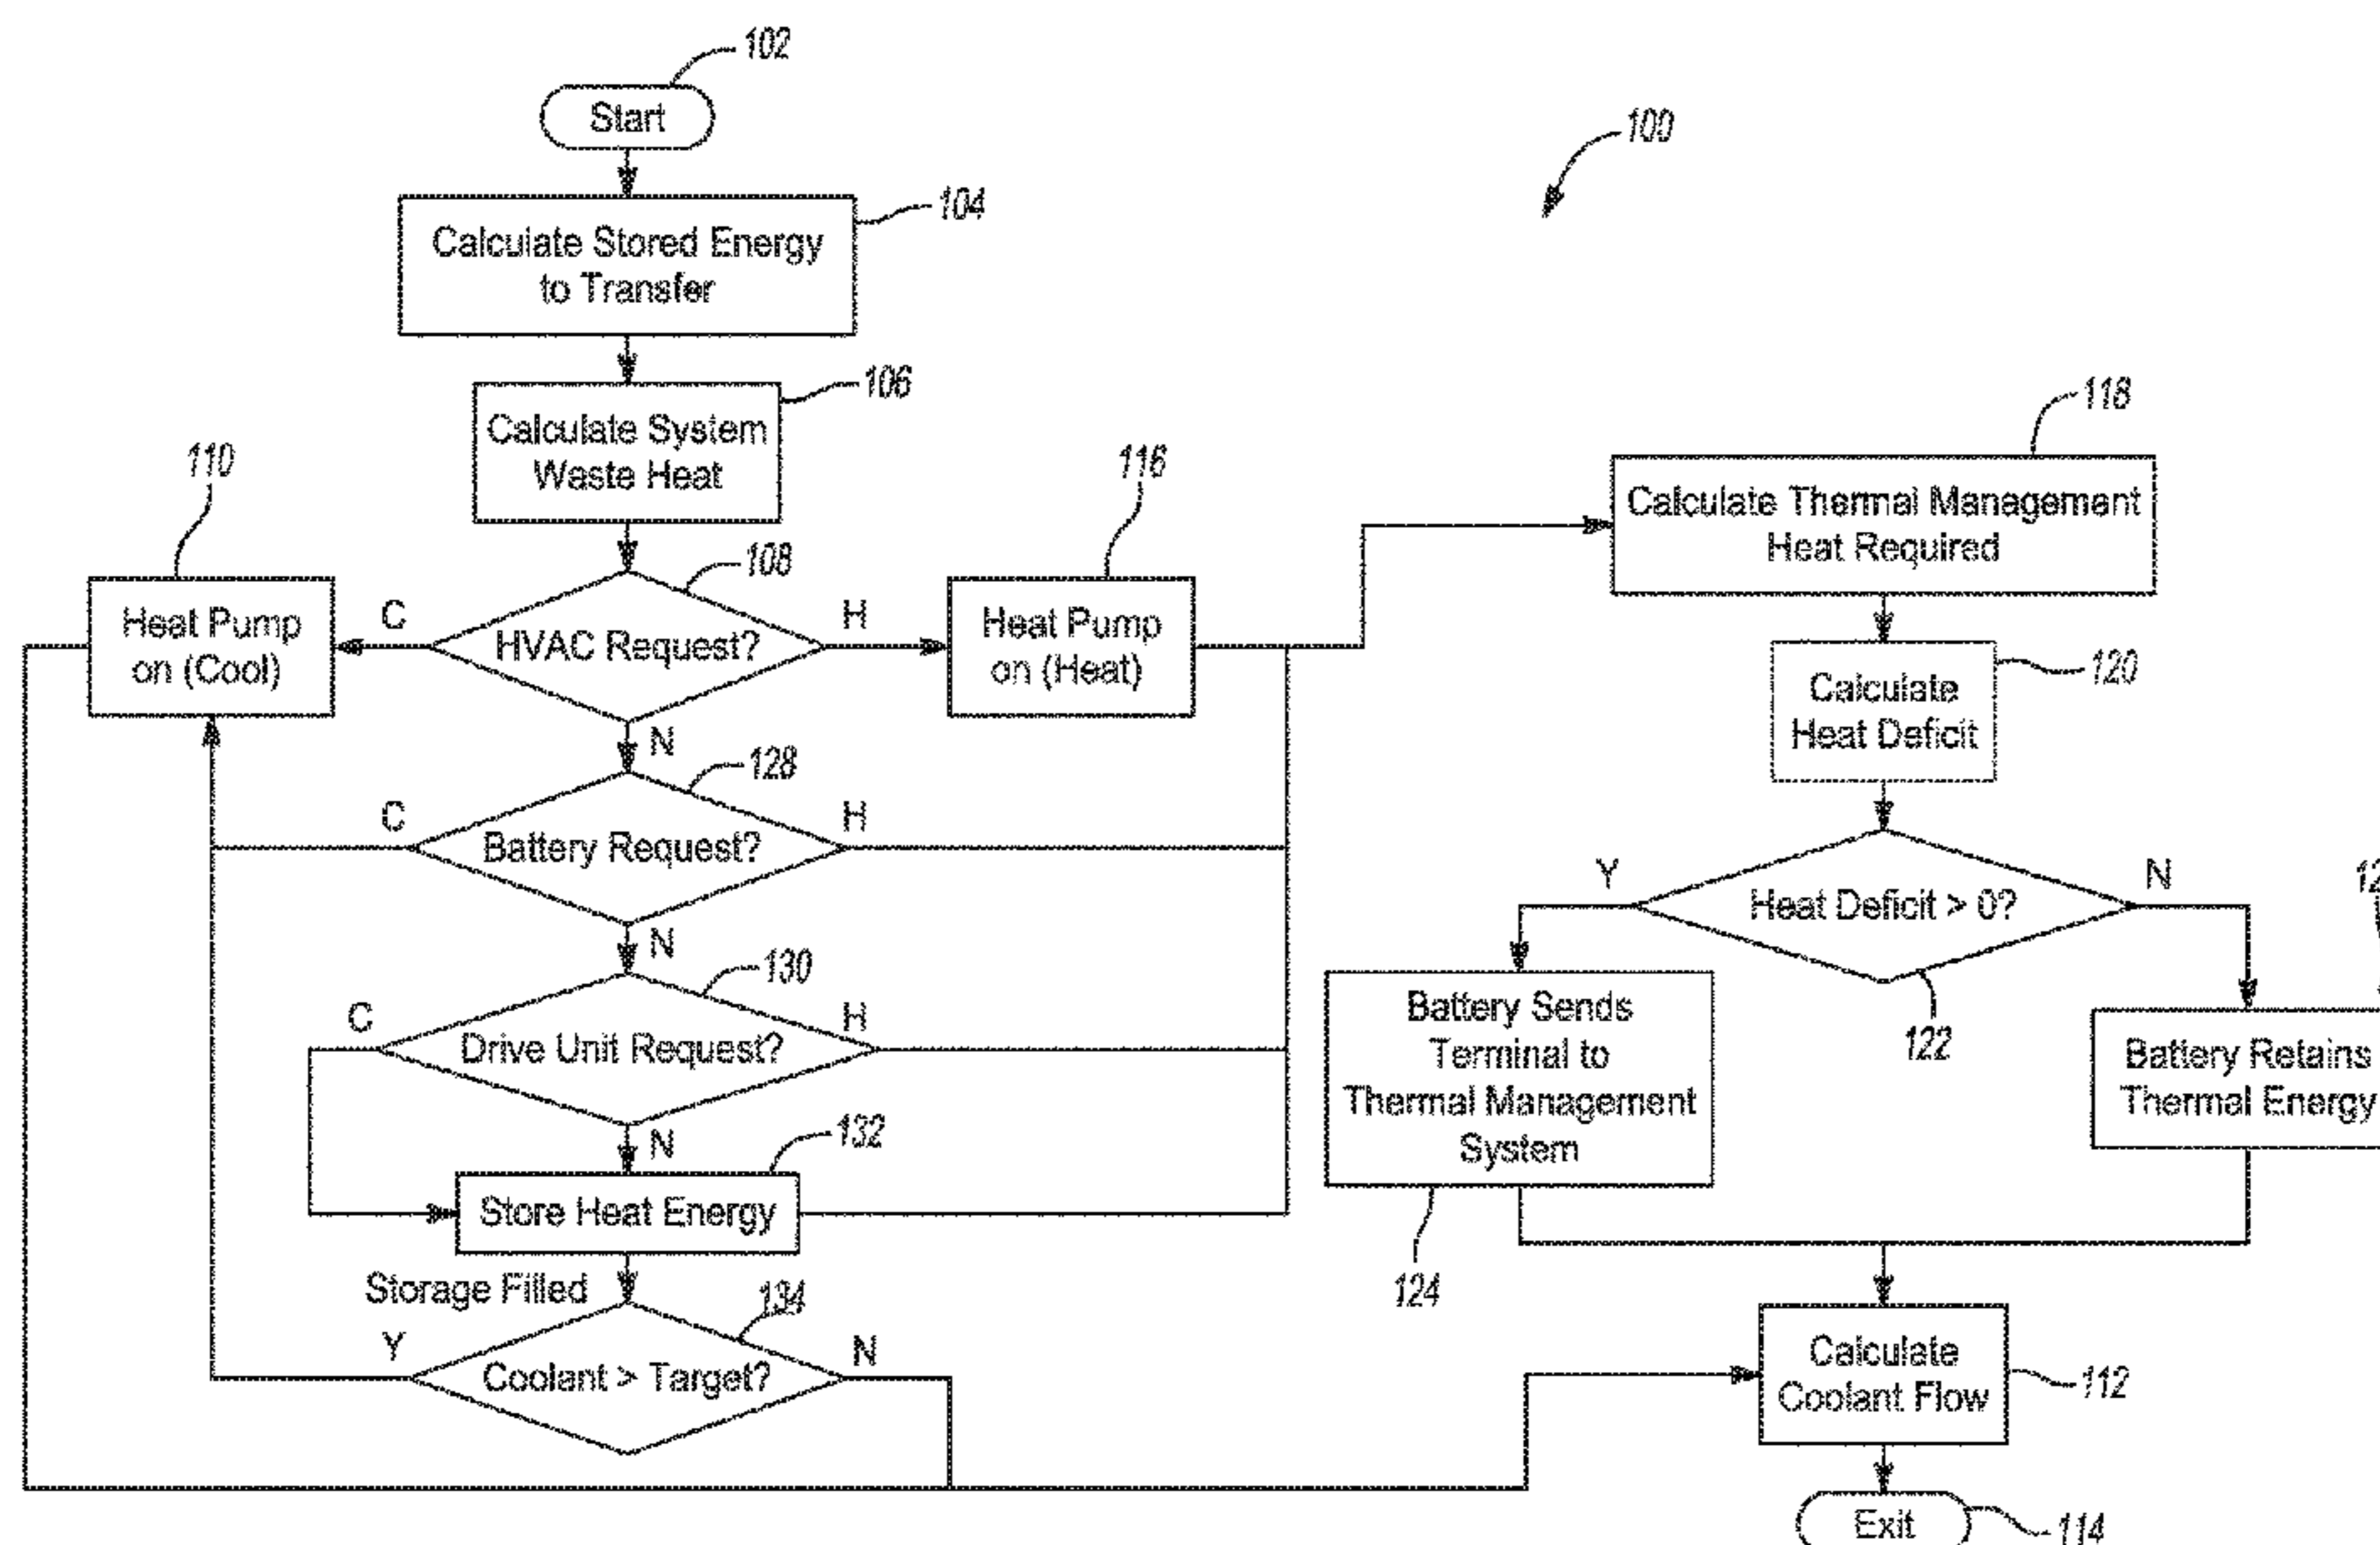 102
Start
100
104
Calculate Stored Energy
to Transfer
106
Calculate System
Waste Heat
118
Calculate Thermal Management
Heat Required
110
116
108
Heat Pump
on (Cool)
C
HVAC Request?
H
Heat Pump
on (Heat)
120
Calculate
Heat Deficit
N
128
C
Battery Request?
H
Y
Heat Deficit > 0?
N
12
122
N
130
C
Drive Unit Request?
H
Battery Sends
Terminal to
Thermal Management
System
124
Battery Retains
Thermal Energy
N
132
Store Heat Energy
Storage Filled
134
Y
Coolant > Target?
N
Calculate
Coolant Flow
112
Exit
114